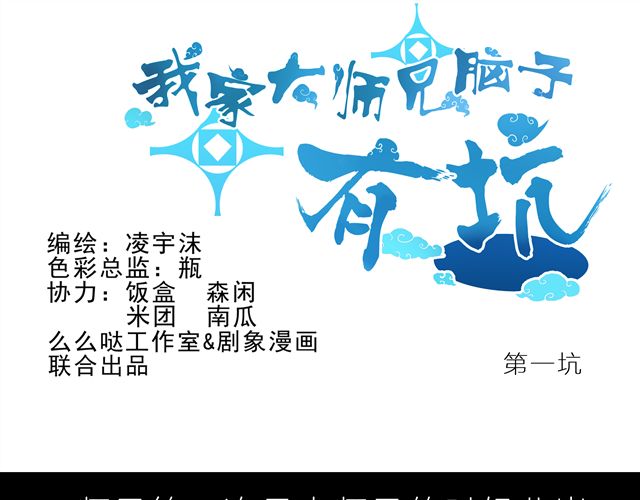 我家大师兄脑子
有坑
编绘：凌宇沫
色彩总监：瓶
协力：饭盒 森闲
米团 南瓜
么么哒工作室&剧象漫画
联合出品
第一坑